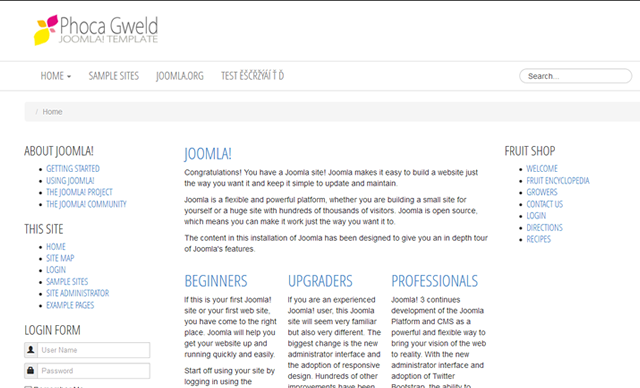 Phoca Gweld
JOOMLA! TEMPLATE
HOME
SAMPLE SITES
JOOMLA.ORG
Search...
/ Home
ABOUT JOOMLA!
GETTING STARTED
USING JOOMLA!
THE JOOMLA! PROJECT
THE JOOMLA! COMMUNITY
THIS SITE
HOME
SITE MAP
LOGIN
SAMPLE SITES
SITE ADMINISTRATOR
EXAMPLE PAGES
LOGIN FORM
User Name
Password
JOOMLA!
Congratulations! You have a Joomla site! Joomla makes it easy to build a website just
the way you want it and keep it simple to update and maintain.
Joomla is a flexible and powerful platform, whether you are building a small site for
yourself or a huge site with hundreds of thousands of visitors. Joomla is open source,
which means you can make it work just the way you want it to.
The content in this installation of Joomla has been designed to give you an in depth tour
of Joomla's features.
BEGINNERS
If this is your first Joomla!
site or your first web site,
you have come to the right
place. Joomla will help you
get your website up and
running quickly and easily.
Start off using your site by
logging in using the
UPGRADERS
If you are an experienced
Joomla! user, this Joomla
site will seem very familiar
but also very different. The
biggest change is the new
administrator interface and
the adoption of responsive
design. Hundreds of other
improvements have been
PROFESSIONALS
Joomla! 3 continues
development of the Joomla
Platform and CMS as a
powerful and flexible way to
bring your vision of the web
to reality. With the new
administrator interface and
adoption of Twitter
Bootstrap, the ability to
FRUIT SHOP
WELCOME
FRUIT ENCYCLOPEDIA
GROWERS
CONTACT US
LOGIN
DIRECTIONS
RECIPES